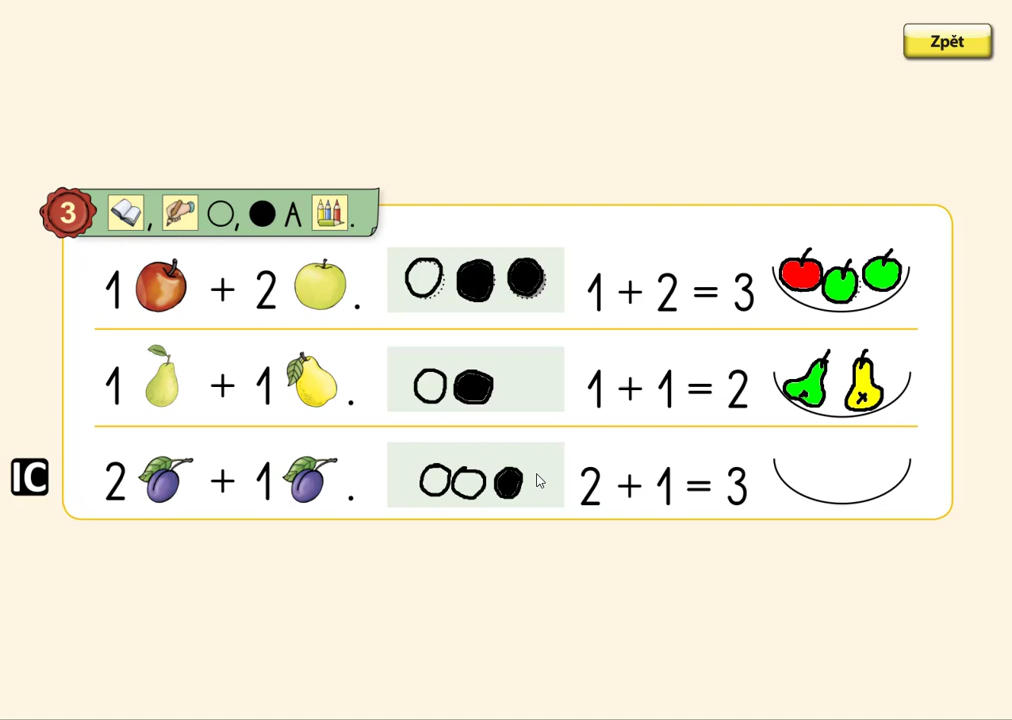 Zpět
3 , , A .
1 + 2 . 1 + 2 = 3
1 + 1 . 1 + 1 = 2
IC
2 + 1 . 2 + 1 = 3